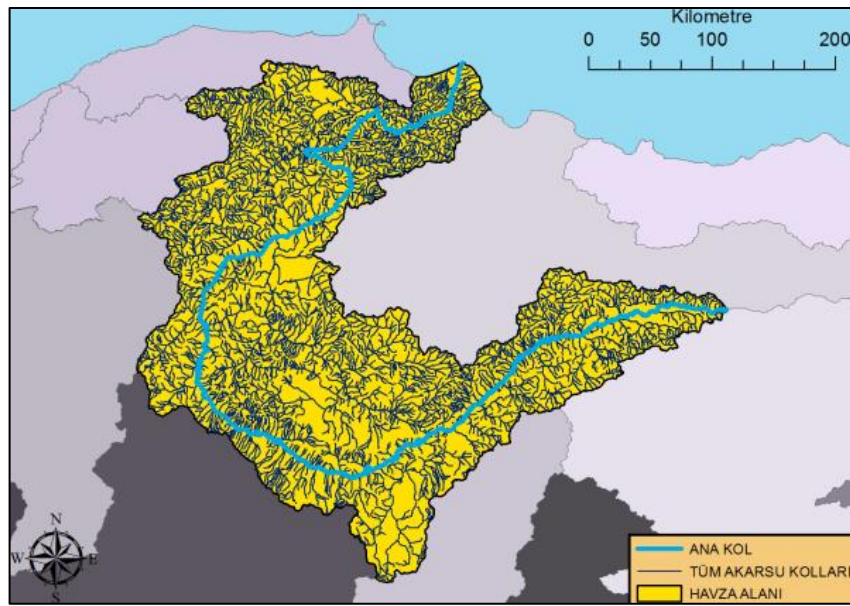 Kilometre
0 50 100 200
N
W E
S
ANA KOL
TÜM AKARSU KOLLARI
HAVZA ALANI